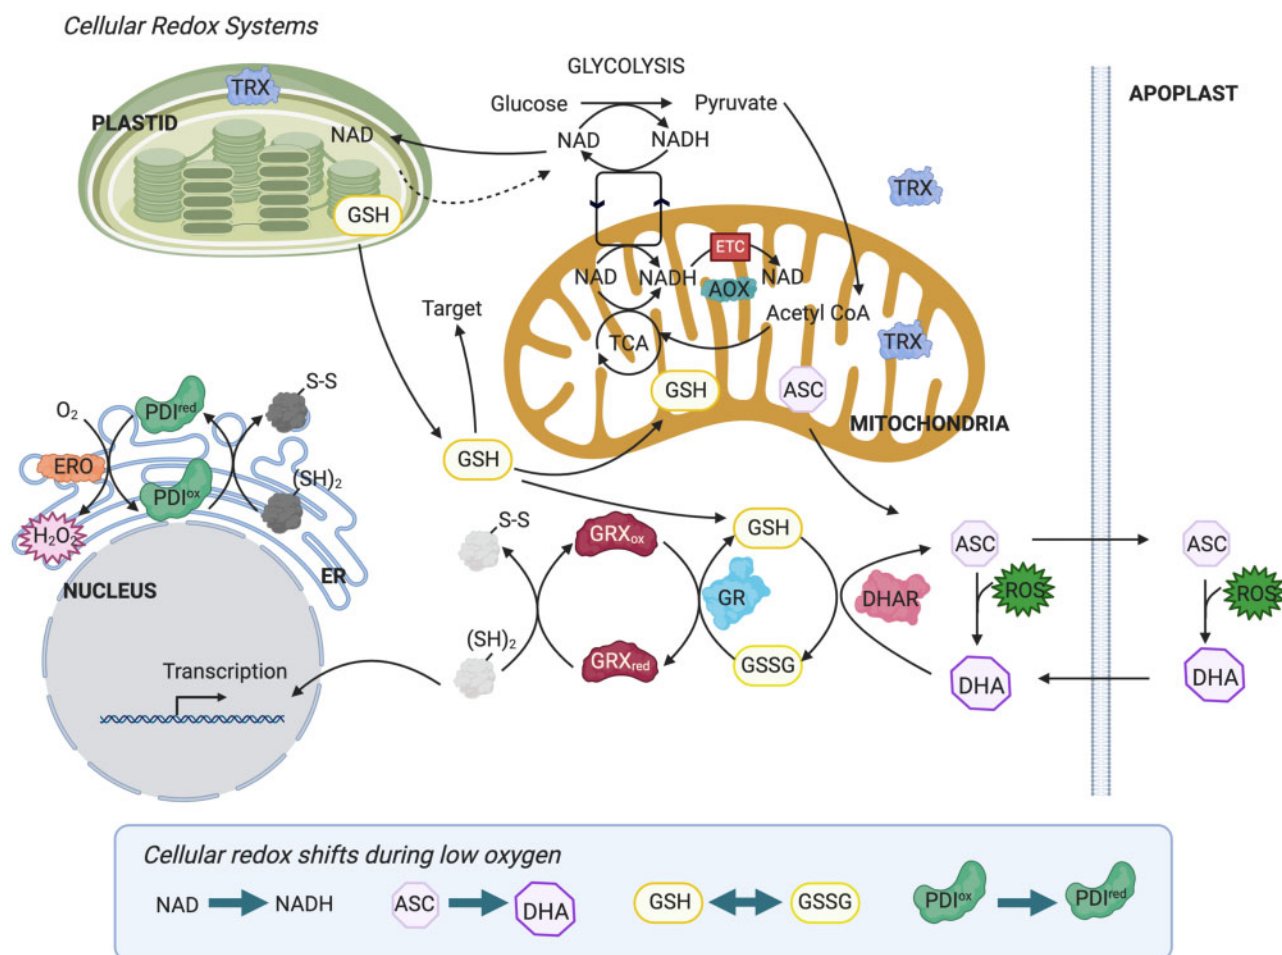 Cellular Redox Systems
GLYCOLYSIS
TRX
Glucose
Pyruvate
APOPLAST
PLASTID
NAD
NAD
NADH
GSH
TRX
ETC
NAD
NADH
NAD
AOX
Target
Acetyl CoA
TCA
TRX
S-S
GSH
ASC
O₂
PDIʳᵉᵈ
MITOCHONDRIA
ERO
GSH
(SH)₂
PDIᵒˣ
H₂O₂
S-S
GRXₒₓ
GSH
ASC
ASC
NUCLEUS
ER
GR
DHAR
ROS
ROS
(SH)₂
Transcription
GRXred
GSSG
DHA
DHA
Cellular redox shifts during low oxygen
NAD
NADH
ASC
DHA
GSH
GSSG
PDIᵒˣ
PDIʳᵉᵈ